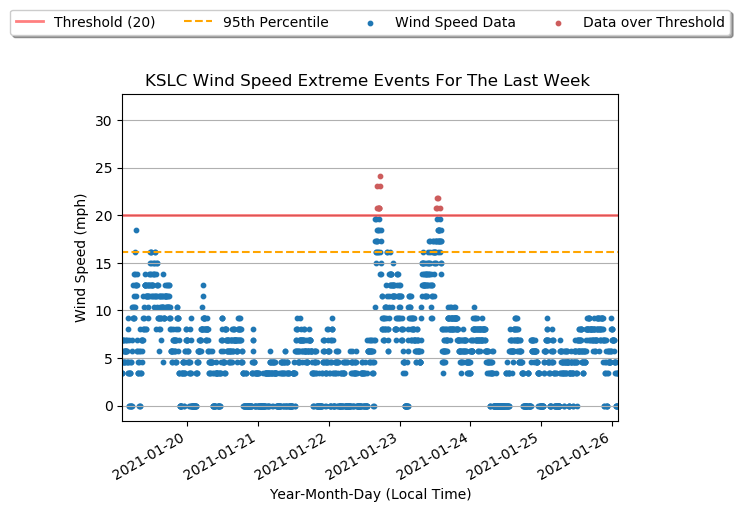 Threshold (20) 95th Percentile Wind Speed Data Data over Threshold
KSLC Wind Speed Extreme Events For The Last Week
Wind Speed (mph)
30
25
20
15
10
5
0
2021-01-20 2021-01-21 2021-01-22 2021-01-23 2021-01-24 2021-01-25 2021-01-26
Year-Month-Day (Local Time)